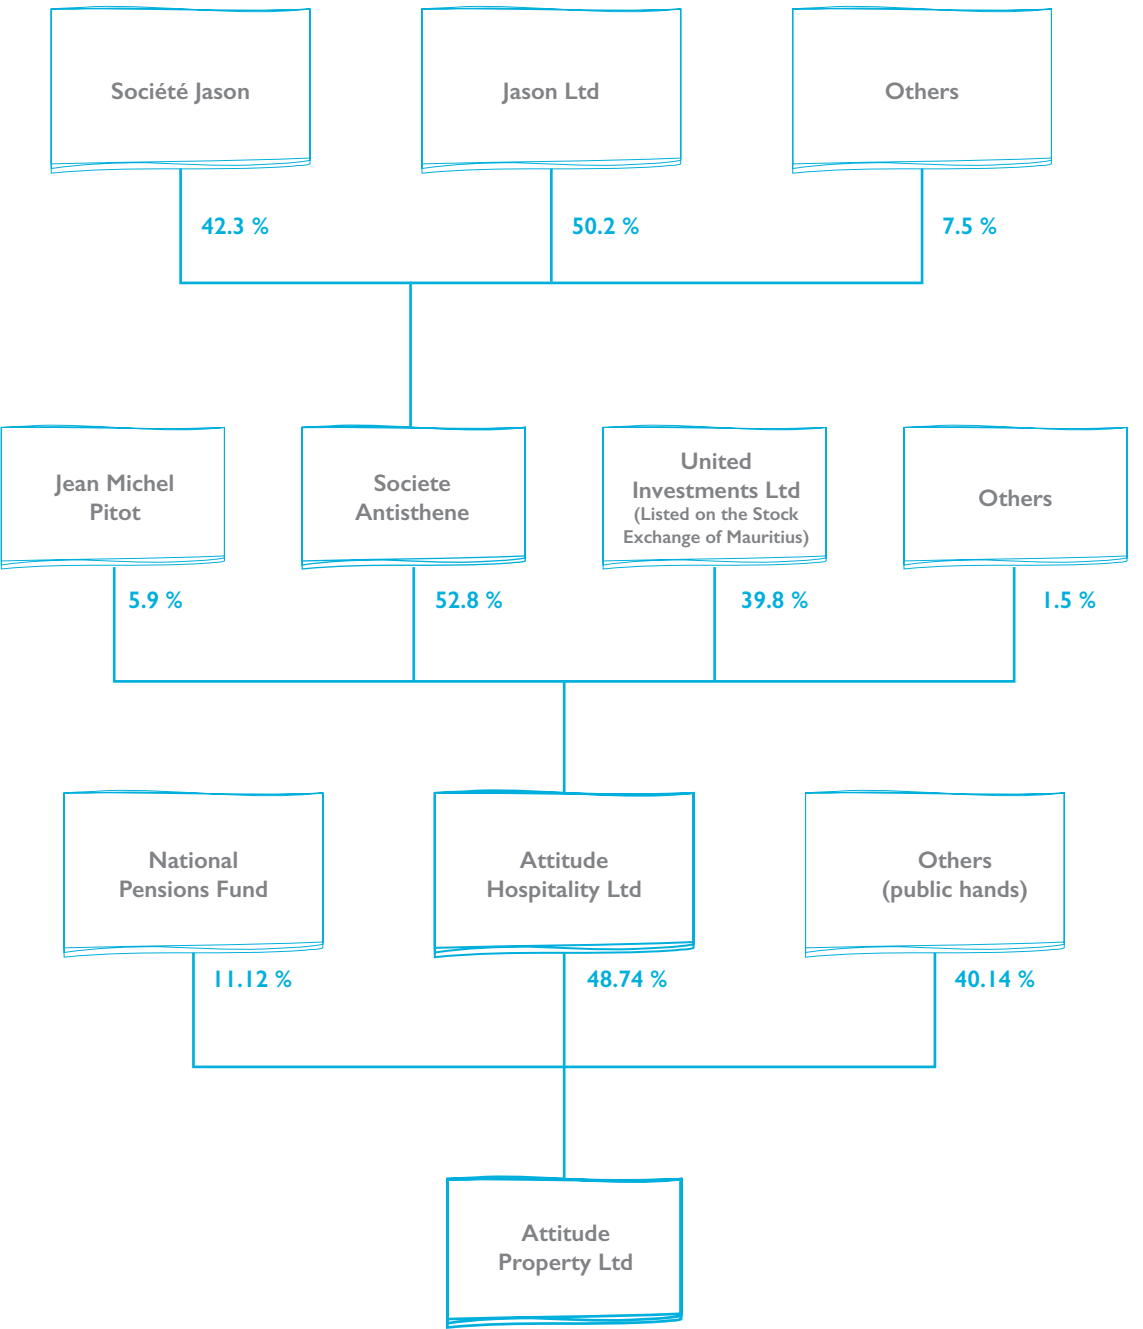 Société Jason
Jason Ltd
Others
42.3 %
50.2 %
7.5 %
Jean Michel
Pitot
Societe
Antisthene
United
Investments Ltd
(Listed on the Stock
Exchange of Mauritius)
Others
5.9 %
52.8 %
39.8 %
1.5 %
National
Pensions Fund
Attitude
Hospitality Ltd
Others
(public hands)
11.12 %
48.74 %
40.14 %
Attitude
Property Ltd